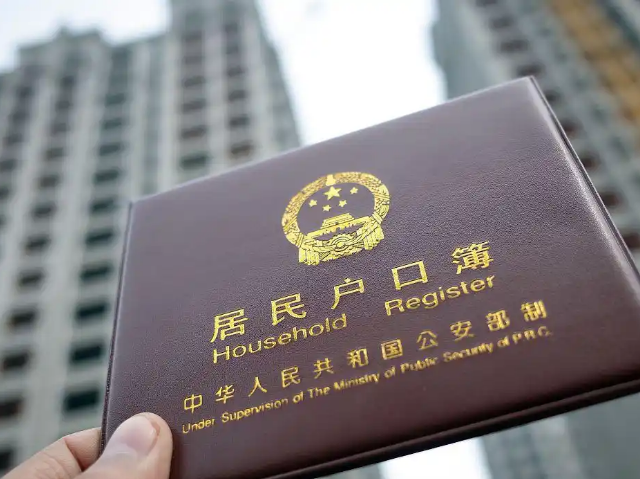 居民户口簿
Household Register
中华人民共和国公安部制
Under Supervision of The Ministry of Public Security of P.R.C.